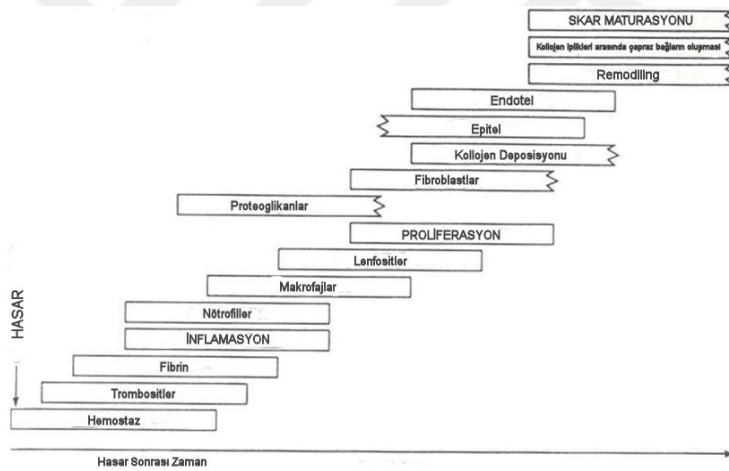 SKAR MATURASYONU
Kollojen iplikleri arasında çapraz bağların oluşması
Remodiling
Endotel
Epitel
Kollojen Deposisyonu
Fibroblastlar
Proteoglikanlar
PROLİFERASYON
Lenfositler
Makrofajlar
Nötrofiller
İNFLAMASYON
Fibrin
Trombositler
Hemostaz
HASAR
Hasar Sonrası Zaman